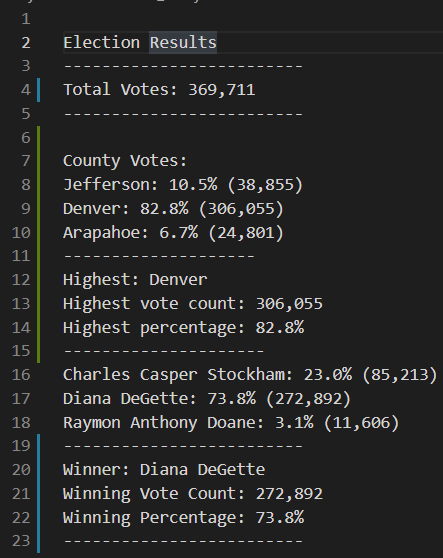 1
2 Election Results
3 -------------------------
4 Total Votes: 369,711
5 -------------------------
6
7 County Votes:
8 Jefferson: 10.5% (38,855)
9 Denver: 82.8% (306,055)
10 Arapahoe: 6.7% (24,801)
11 --------------------
12 Highest: Denver
13 Highest vote count: 306,055
14 Highest percentage: 82.8%
15 ---------------------
16 Charles Casper Stockham: 23.0% (85,213)
17 Diana DeGette: 73.8% (272,892)
18 Raymon Anthony Doane: 3.1% (11,606)
19 -------------------------
20 Winner: Diana DeGette
21 Winning Vote Count: 272,892
22 Winning Percentage: 73.8%
23 -------------------------